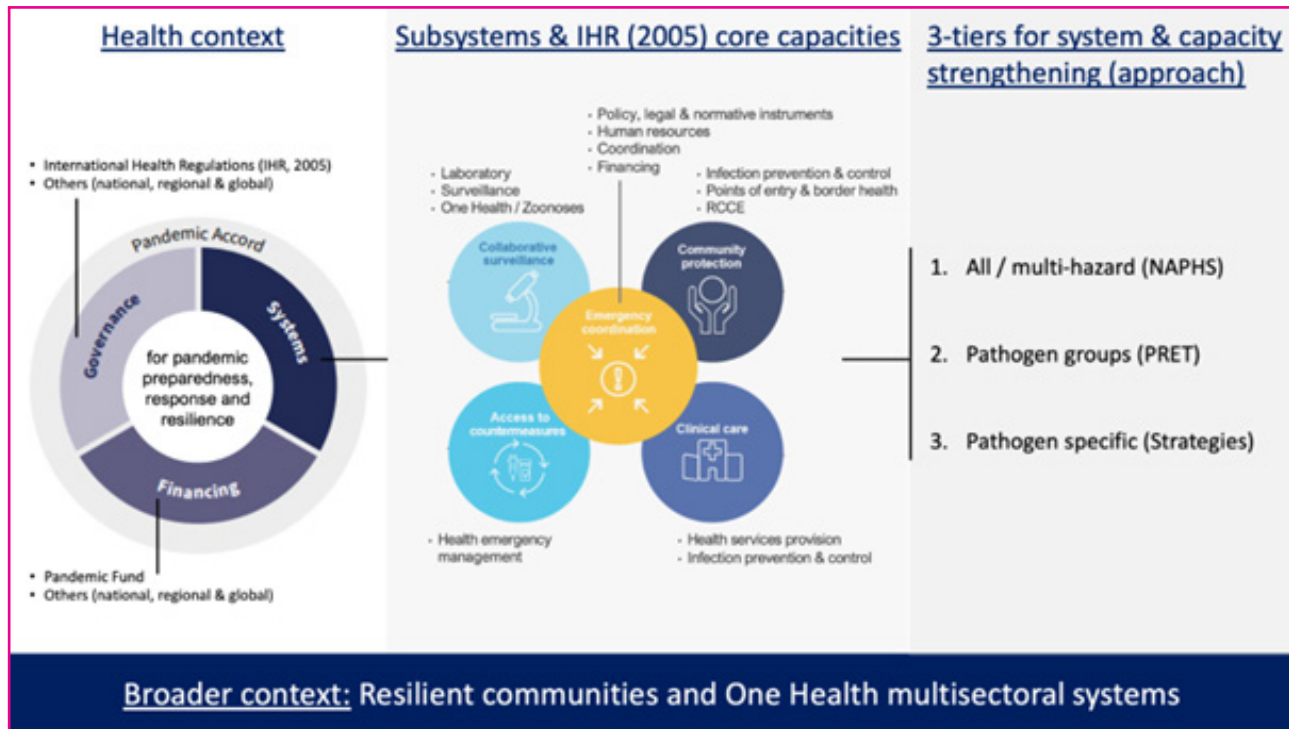 Health context
Subsystems & IHR (2005) core capacities
3-tiers for system & capacity
strengthening (approach)
• International Health Regulations (IHR, 2005)
• Others (national, regional & global)
Pandemic Accord
Governance
Systems
Financing
for pandemic
preparedness,
response and
resilience
• Pandemic Fund
• Others (national, regional & global)
• Policy, legal & normative instruments
• Human resources
• Coordination
• Financing
• Laboratory
• Surveillance
• One Health / Zoonoses
• Infection prevention & control
• Points of entry & border health
• RCCE
Collaborative
surveillance
Community
protection
Emergency
coordination
Access to
countermeasures
Clinical care
• Health emergency
management
• Health services provision
• Infection prevention & control
1. All / multi-hazard (NAPHS)
2. Pathogen groups (PRET)
3. Pathogen specific (Strategies)
Broader context: Resilient communities and One Health multisectoral systems